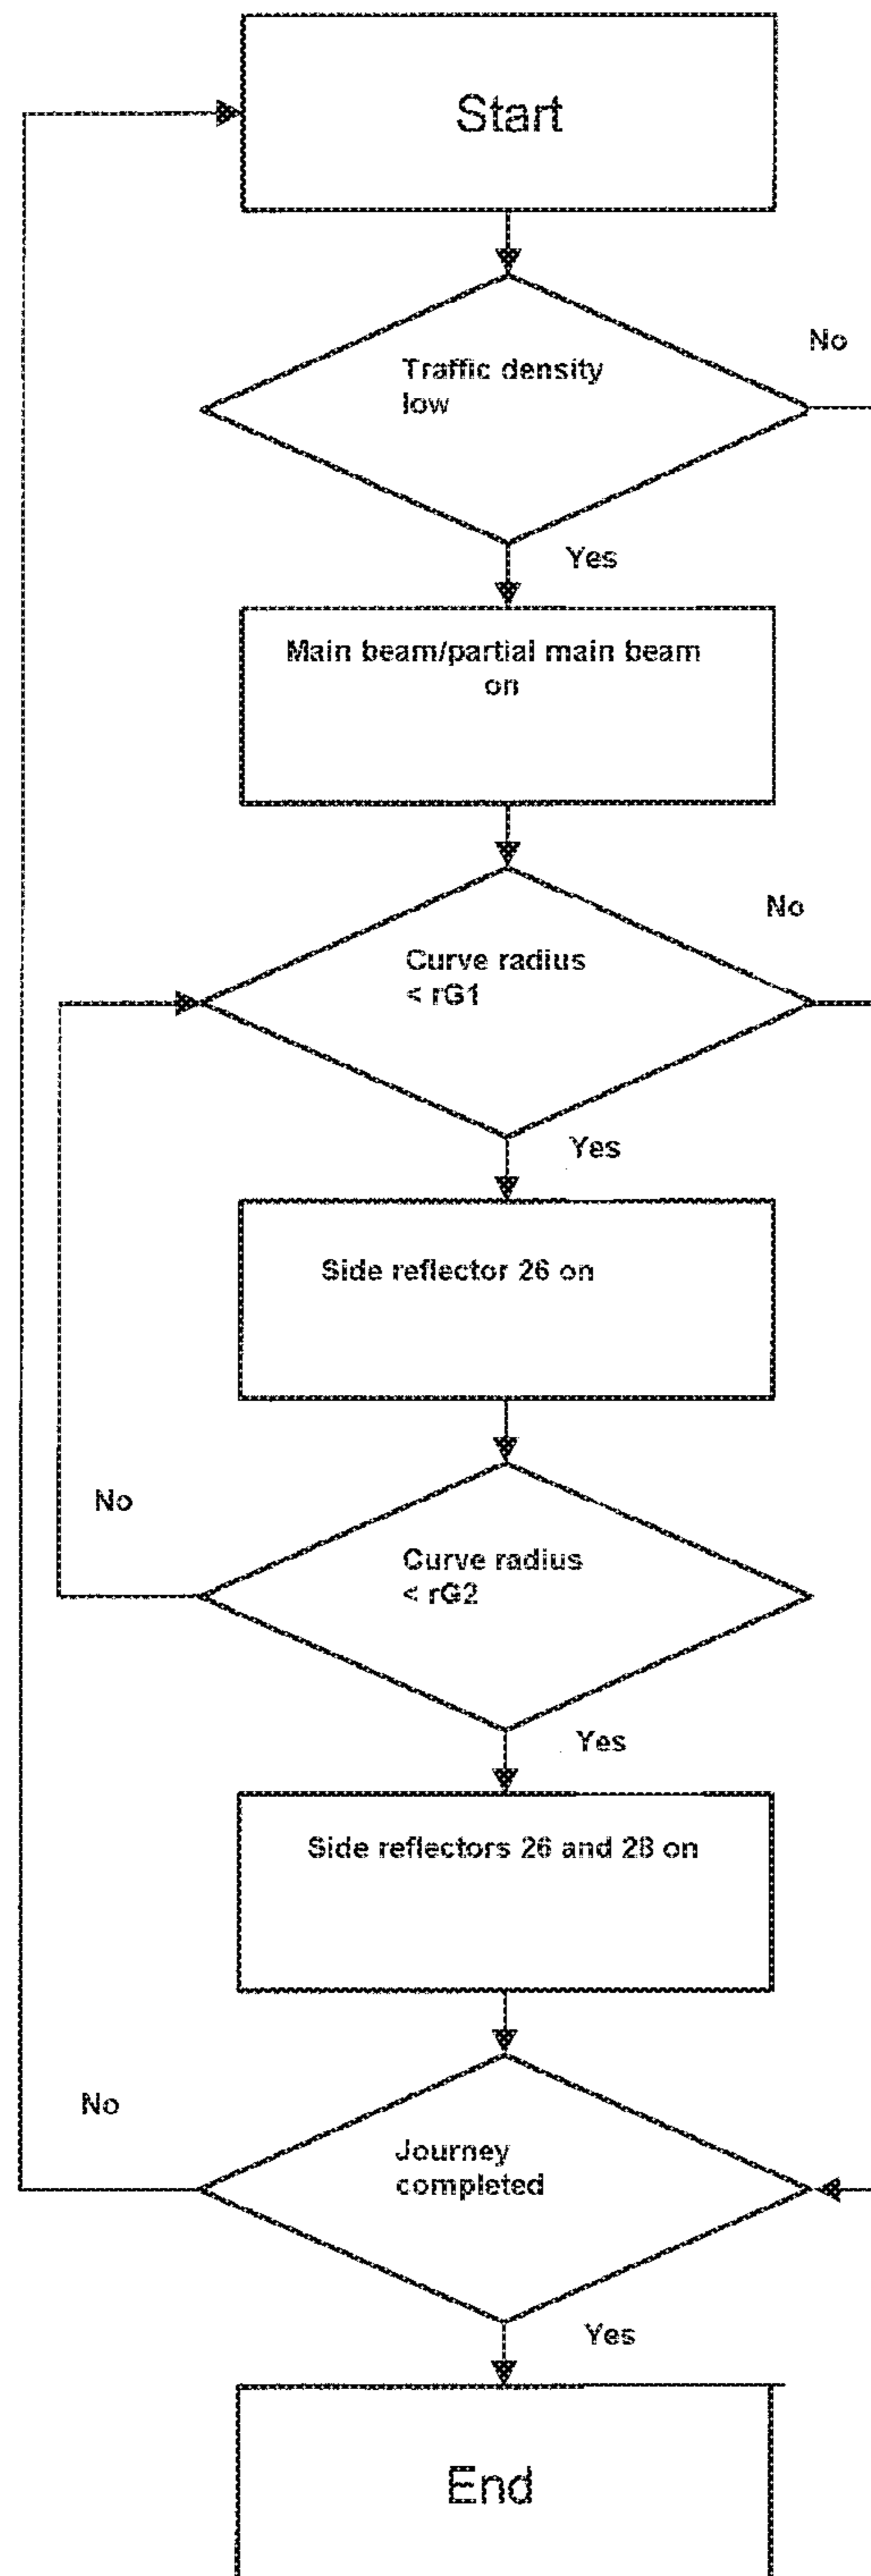 Start
Traffic density
low
No
Yes
Main beam/partial main beam
on
Curve radius
< rG1
No
Yes
Side reflector 26 on
Curve radius
< rG2
No
Yes
Side reflectors 26 and 28 on
Journey
completed
No
Yes
End